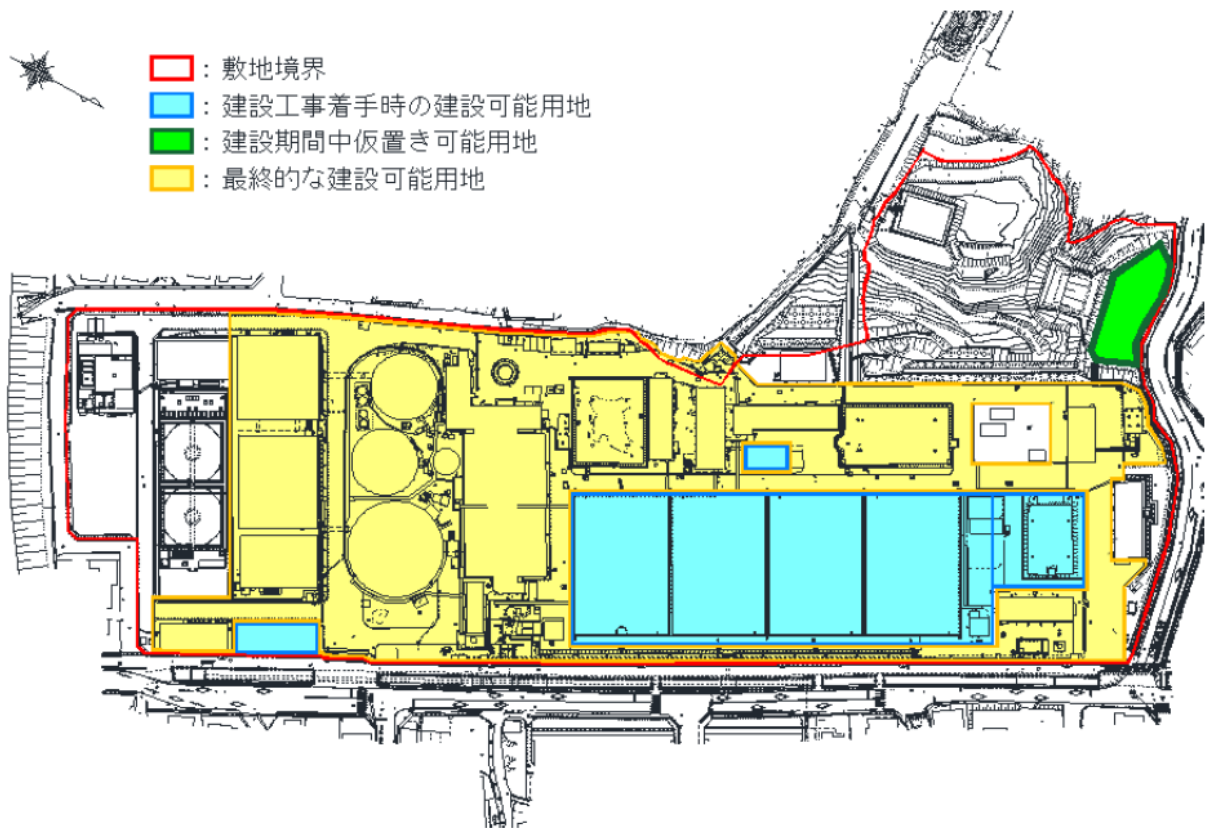 ：敷地境界
：建設工事着手時の建設可能用地
：建設期間中仮置き可能用地
：最終的な建設可能用地